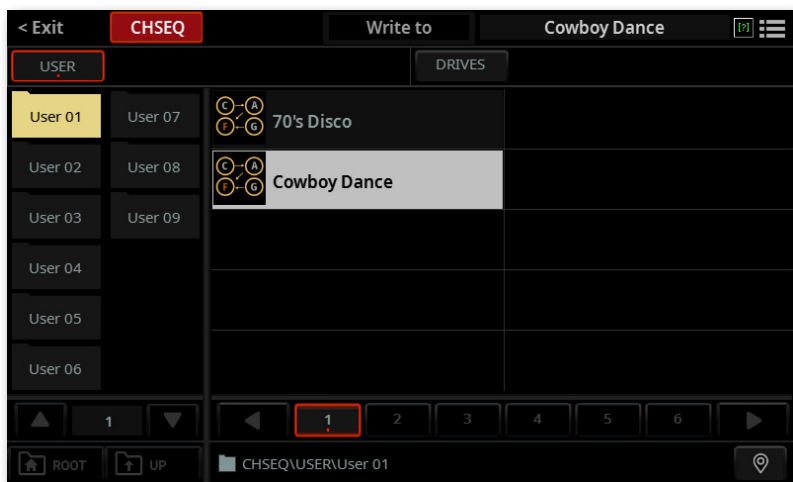 < Exit CHSEQ Write to Cowboy Dance [?]
USER DRIVES
User 01 User 07 C A F G 70's Disco
User 02 User 08 C A F G Cowboy Dance
User 03 User 09
User 04
User 05
User 06
1 1 2 3 4 5 6
ROOT UP CHSEQ\USER\User 01